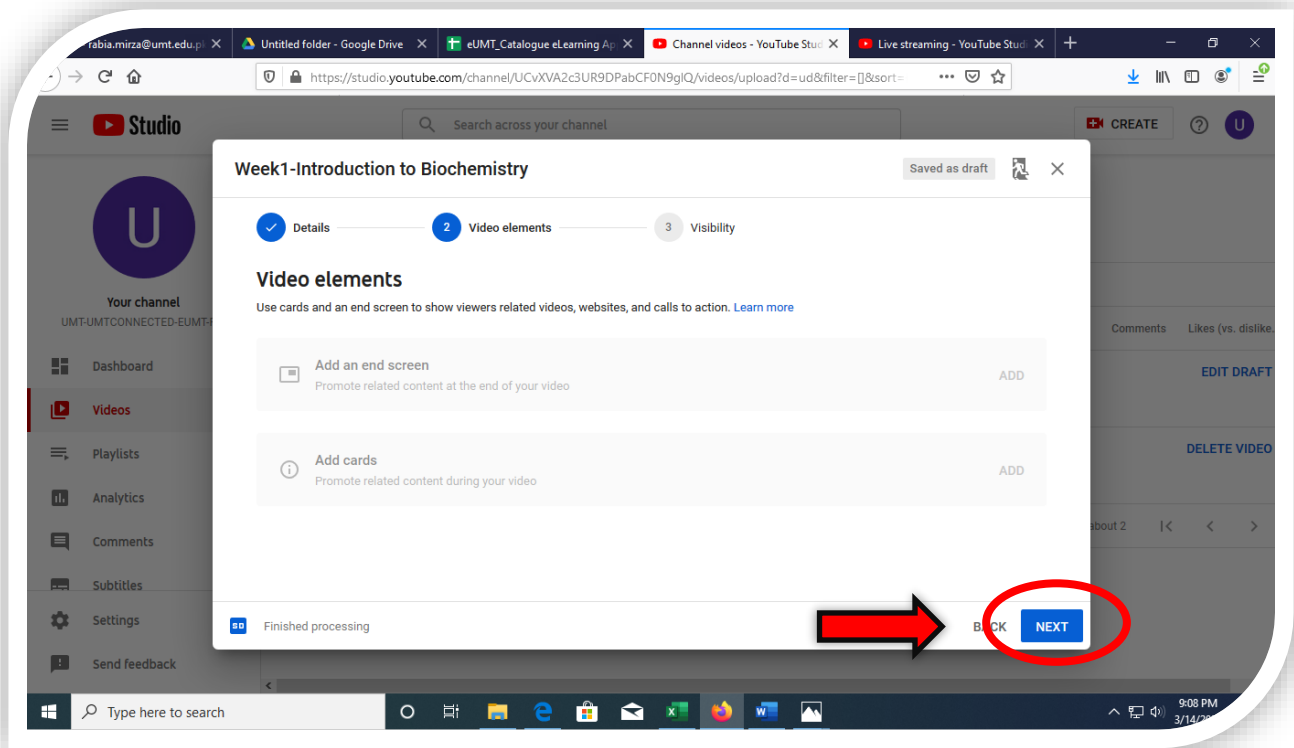 rabia.mirza@umt.edu.p
Untitled folder - Google Drive
eUMT_Catalogue eLearning Ap
Channel videos - YouTube Stud
Live streaming - YouTube Studi
https://studio.youtube.com/channel/UCvXVA2c3UR9DPabCF0N9glQ/videos/upload?d=ud&filter=[]&sort=
Studio
Search across your channel
CREATE
U
Week1-Introduction to Biochemistry
Saved as draft
Details
2 Video elements
3 Visibility
U
Video elements
Use cards and an end screen to show viewers related videos, websites, and calls to action. Learn more
Your channel
UMT-UMTCONNECTED-EUMT-
Comments Likes (vs. dislike.
Add an end screen
Promote related content at the end of your video
ADD
Dashboard
EDIT DRAFT
Videos
Add cards
Promote related content during your video
ADD
Playlists
DELETE VIDEO
Analytics
about 2
Comments
Subtitles
Settings
SD Finished processing
BACK
NEXT
Send feedback
Type here to search
9:08 PM
3/14/20